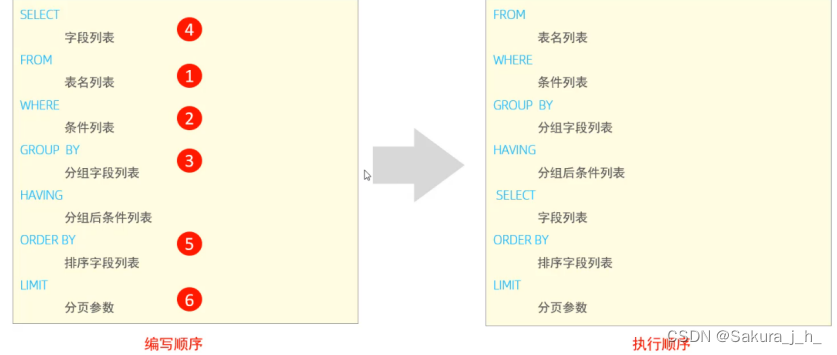 SELECT
字段列表
4
FROM
表名列表
1
WHERE
条件列表
2
GROUP BY
分组字段列表
3
HAVING
分组后条件列表
ORDER BY
排序字段列表
5
LIMIT
分页参数
6
编写顺序
FROM
表名列表
WHERE
条件列表
GROUP BY
分组字段列表
HAVING
分组后条件列表
SELECT
字段列表
ORDER BY
排序字段列表
LIMIT
分页参数
执行顺序
CSDN @Sakura_j_h_